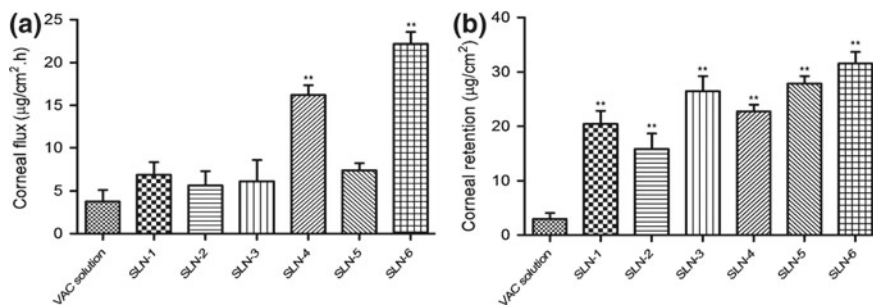 (a)
Corneal flux (µg/cm².h)
25
20
15
10
5
0
**
**
VAC solution
SLN-1
SLN-2
SLN-3
SLN-4
SLN-5
SLN-6
(b)
Corneal retention (µg/cm²)
40
30
20
10
0
**
**
**
**
**
**
VAC solution
SLN-1
SLN-2
SLN-3
SLN-4
SLN-5
SLN-6